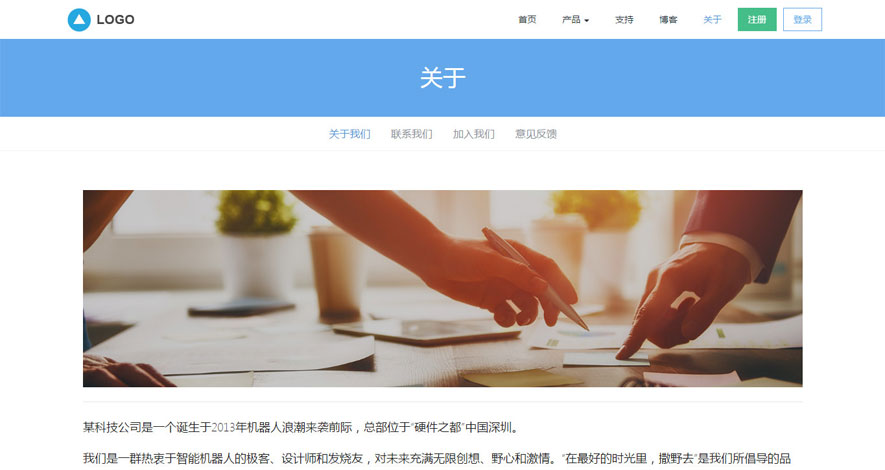 LOGO
首页 产品 支持 博客 关于 注册 登录
关于
关于我们 联系我们 加入我们 意见反馈
某科技公司是一个诞生于2013年机器人浪潮来袭前际，总部位于“硬件之都”中国深圳。
我们是一群热衷于智能机器人的极客、设计师和发烧友，对未来充满无限创想、野心和激情。“在最好的时光里，撒野去”是我们所倡导的品